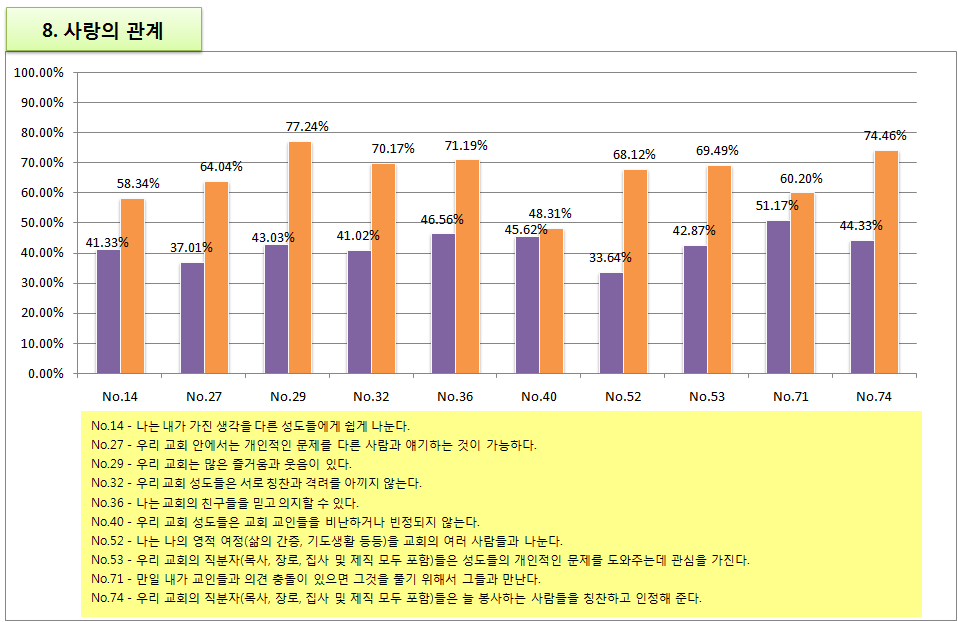 8. 사랑의 관계
100.00%
90.00%
80.00%
70.00%
60.00%
50.00%
40.00%
30.00%
20.00%
10.00%
0.00%
41.33% 58.34% 37.01% 64.04% 43.03% 77.24% 41.02% 70.17% 46.56% 71.19% 45.62% 48.31% 33.64% 68.12% 42.87% 69.49% 51.17% 60.20% 44.33% 74.46%
No.14 No.27 No.29 No.32 No.36 No.40 No.52 No.53 No.71 No.74
No.14 - 나는 내가 가진 생각을 다른 성도들에게 쉽게 나눈다.
No.27 - 우리 교회 안에서는 개인적인 문제를 다른 사람과 얘기하는 것이 가능하다.
No.29 - 우리 교회는 많은 즐거움과 웃음이 있다.
No.32 - 우리 교회 성도들은 서로 칭찬과 격려를 아끼지 않는다.
No.36 - 나는 교회의 친구들을 믿고 의지할 수 있다.
No.40 - 우리 교회 성도들은 교회 교인들을 비난하거나 빈정되지 않는다.
No.52 - 나는 나의 영적 여정(삶의 간증, 기도생활 등등)을 교회의 여러 사람들과 나눈다.
No.53 - 우리 교회의 직분자(목사, 장로, 집사 및 제직 모두 포함)들은 성도들의 개인적인 문제를 도와주는데 관심을 가진다.
No.71 - 만일 내가 교인들과 의견 충돌이 있으면 그것을 풀기 위해서 그들과 만난다.
No.74 - 우리 교회의 직분자(목사, 장로, 집사 및 제직 모두 포함)들은 늘 봉사하는 사람들을 칭찬하고 인정해 준다.